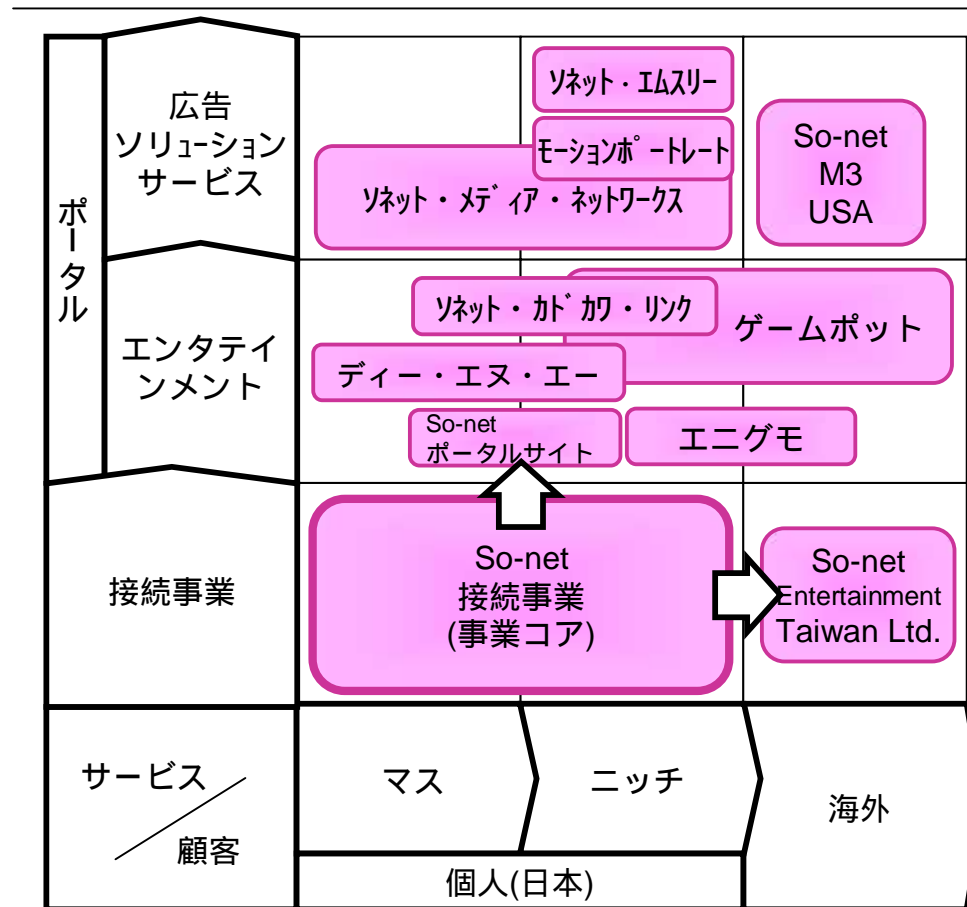 ポータル
広告
ソリューション
サービス
ソネット・エムスリー
モーションポートレート
ソネット・メディア・ネットワークス
So-net
M3
USA
エンタテイ
ンメント
ソネット・カドカワ・リンク
ゲームポット
ディー・エヌ・エー
So-net
ポータルサイト
エニグモ
接続事業
So-net
接続事業
(事業コア)
So-net
Entertainment
Taiwan Ltd.
サービス
顧客
マス
ニッチ
海外
個人(日本)